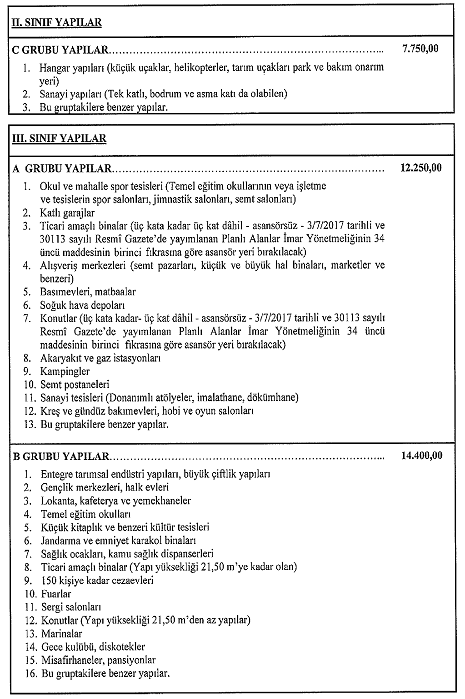 II. SINIF YAPILAR
C GRUBU YAPILAR…………………………………………………………… 7.750,00
1. Hangar yapıları (küçük uçaklar, helikopterler, tarım uçakları park ve bakım onarım
yeri)
2. Sanayi yapıları (Tek katlı, bodrum ve asma katı da olabilen)
3. Bu gruptakilere benzer yapılar.
III. SINIF YAPILAR
A GRUBU YAPILAR…………………………………………………………… 12.250,00
1. Okul ve mahalle spor tesisleri (Temel eğitim okullarının veya işletme
ve tesislerin spor salonları, jimnastik salonları, semt salonları)
2. Katlı garajlar
3. Ticari amaçlı binalar (üç kata kadar üç kat dâhil - asansörsüz - 3/7/2017 tarihli ve
30113 sayılı Resmî Gazete’de yayımlanan Planlı Alanlar İmar Yönetmeliğinin 34
üncü maddesinin birinci fıkrasına göre asansör yeri bırakılacak)
4. Alışveriş merkezleri (semt pazarları, küçük ve büyük hal binaları, marketler ve
benzeri)
5. Basımevleri, matbaalar
6. Soğuk hava depoları
7. Konutlar (üç kata kadar- üç kat dâhil - asansörsüz - 3/7/2017 tarihli ve 30113 sayılı
Resmî Gazete’de yayımlanan Planlı Alanlar İmar Yönetmeliğinin 34 üncü
maddesinin birinci fıkrasına göre asansör yeri bırakılacak)
8. Akaryakıt ve gaz istasyonları
9. Kampingler
10. Semt postaneleri
11. Sanayi tesisleri (Donanımlı atölyeler, imalathane, dökümhane)
12. Kreş ve gündüz bakımevleri, hobi ve oyun salonları
13. Bu gruptakilere benzer yapılar.
B GRUBU YAPILAR…………………………………………………………… 14.400,00
1. Entegre tarımsal endüstri yapıları, büyük çiftlik yapıları
2. Gençlik merkezleri, halk evleri
3. Lokanta, kafeterya ve yemekhaneler
4. Temel eğitim okulları
5. Küçük kitaplık ve benzeri kültür tesisleri
6. Jandarma ve emniyet karakol binaları
7. Sağlık ocakları, kamu sağlık dispanserleri
8. Ticari amaçlı binalar (Yapı yüksekliği 21,50 m’ye kadar olan)
9. 150 kişiye kadar cezaevleri
10. Fuarlar
11. Sergi salonları
12. Konutlar (Yapı yüksekliği 21,50 m’den az yapılar)
13. Marinalar
14. Gece kulübü, diskotekler
15. Misafirhaneler, pansiyonlar
16. Bu gruptakilere benzer yapılar.